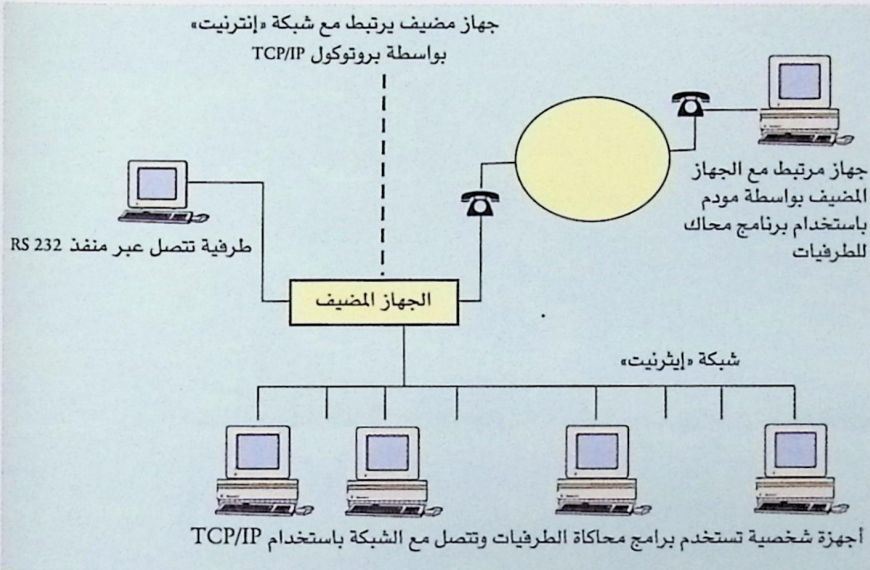 جهاز مضيف يرتبط مع شبكة «إنترنيت»
بواسطة بروتوكول TCP/IP
جهاز مرتبط مع الجهاز
المضيف بواسطة مودم
باستخدام برنامج محاك
للطرفيات
طرفية تتصل عبر منفذ RS 232
الجهاز المضيف
شبكة «إيثرنيت»
أجهزة شخصية تستخدم برامج محاكاة الطرفيات وتتصل مع الشبكة باستخدام TCP/IP